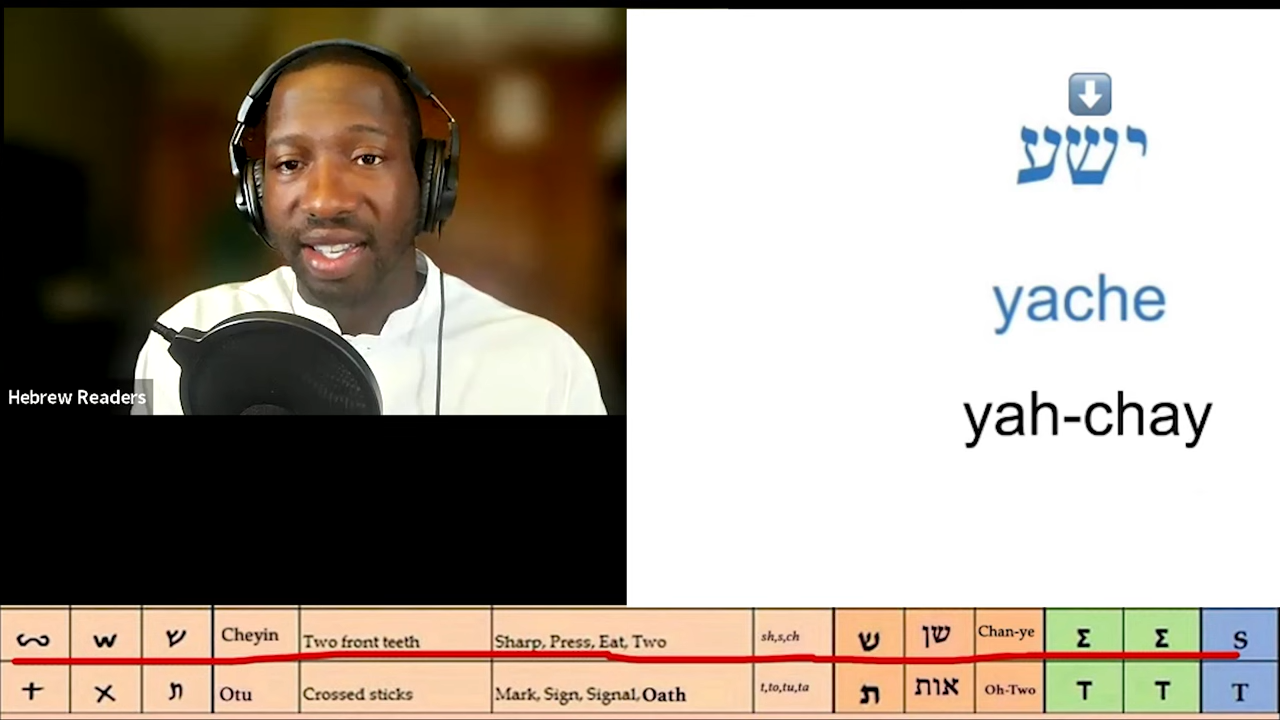 ישע
yache
yah-chay
Hebrew Readers
ש Cheyin Two front teeth Sharp, Press, Eat, Two sh,s,ch ש שן Chan-ye Σ Σ S
ת Otu Crossed sticks Mark, Sign, Signal, Oath t,to,tu,ta ת אות Oh-Two T T T